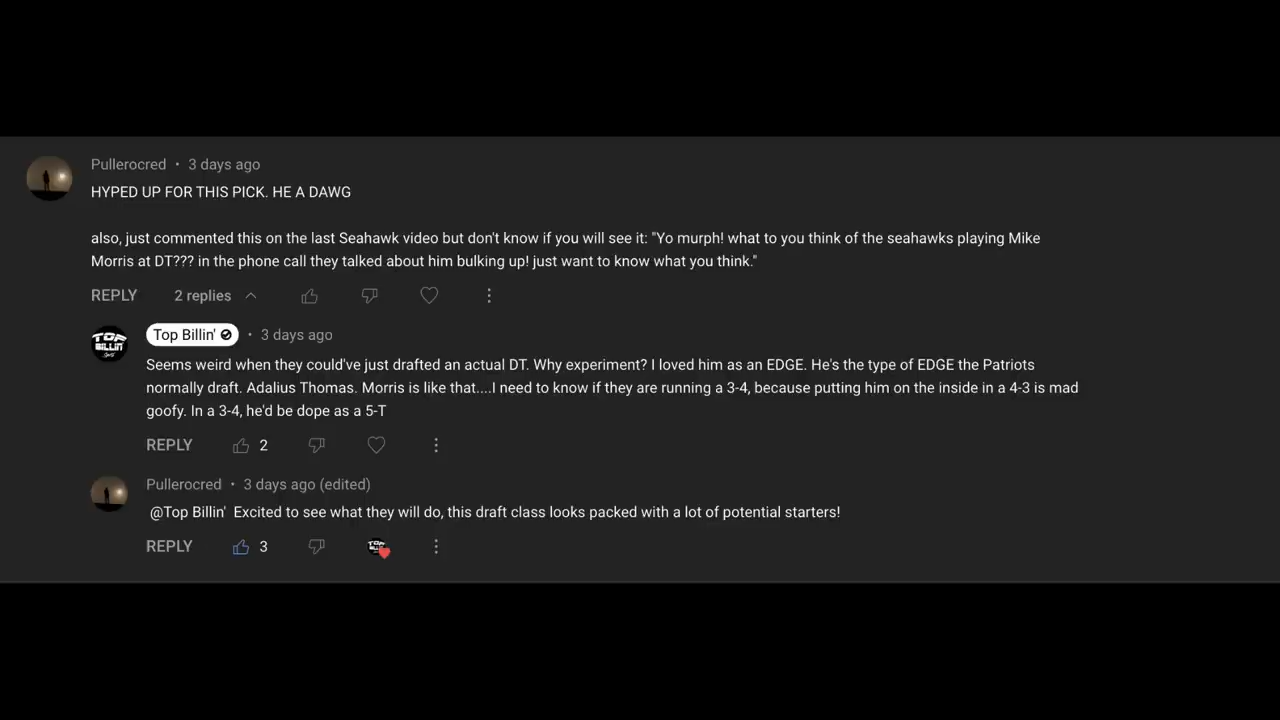 Pullerocred • 3 days ago
HYPED UP FOR THIS PICK. HE A DAWG
also, just commented this on the last Seahawk video but don't know if you will see it: "Yo murph! what to you think of the seahawks playing Mike
Morris at DT??? in the phone call they talked about him bulking up! just want to know what you think."
REPLY 2 replies
TOP BILLIN'
Top Billin' • 3 days ago
Seems weird when they could've just drafted an actual DT. Why experiment? I loved him as an EDGE. He's the type of EDGE the Patriots
normally draft. Adalius Thomas. Morris is like that....I need to know if they are running a 3-4, because putting him on the inside in a 4-3 is mad
goofy. In a 3-4, he'd be dope as a 5-T
REPLY 2
Pullerocred • 3 days ago (edited)
@Top Billin' Excited to see what they will do, this draft class looks packed with a lot of potential starters!
REPLY 3